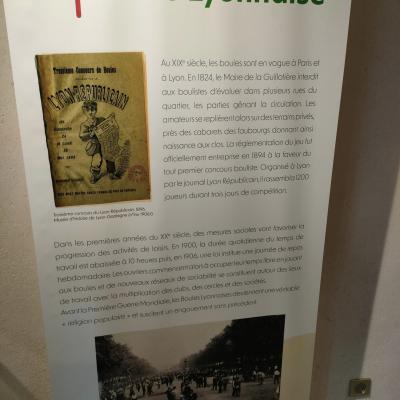 Lyonnaise
Troisième Concours de Boules
LYON RÉPUBLICAIN
Au XIXᵉ siècle, les boules sont en vogue à Paris et
à Lyon. En 1824, le Maire de la Guillotière interdit
aux boulistes d'évoluer dans plusieurs rues du
quartier, les parties gênant la circulation. Les
amateurs se replièrent alors sur des terrains privés,
près des cabarets des faubourgs donnant ainsi
naissance aux clos. La réglementation du jeu fut
officiellement entreprise en 1894 à la faveur du
tout premier concours de boules. Organisé à Lyon
par le journal Lyon Républicain, il rassembla 1200
joueurs durant trois jours de compétition.
Troisième concours du Lyon Républicain, 1896,
Musée d'histoire de Lyon-Gadagne
Dans les premières années du XXᵉ siècle, des mesures sociales vont favoriser la
progression des activités de loisirs. En 1900, la durée quotidienne du temps de
travail est abaissée à 10 heures puis, en 1906, une loi institue une journée de repos
hebdomadaire. Les ouvriers commencent alors à occuper leur temps libre en jouant
aux boules et de nouveaux réseaux de sociabilité se constituent autour des lieux
de travail avec la multiplication des clubs, des cercles et des sociétés.
Avant la Première Guerre Mondiale, les Boules Lyonnaises deviennent une véritable
« religion populaire » et suscitent un engouement sans précédent.